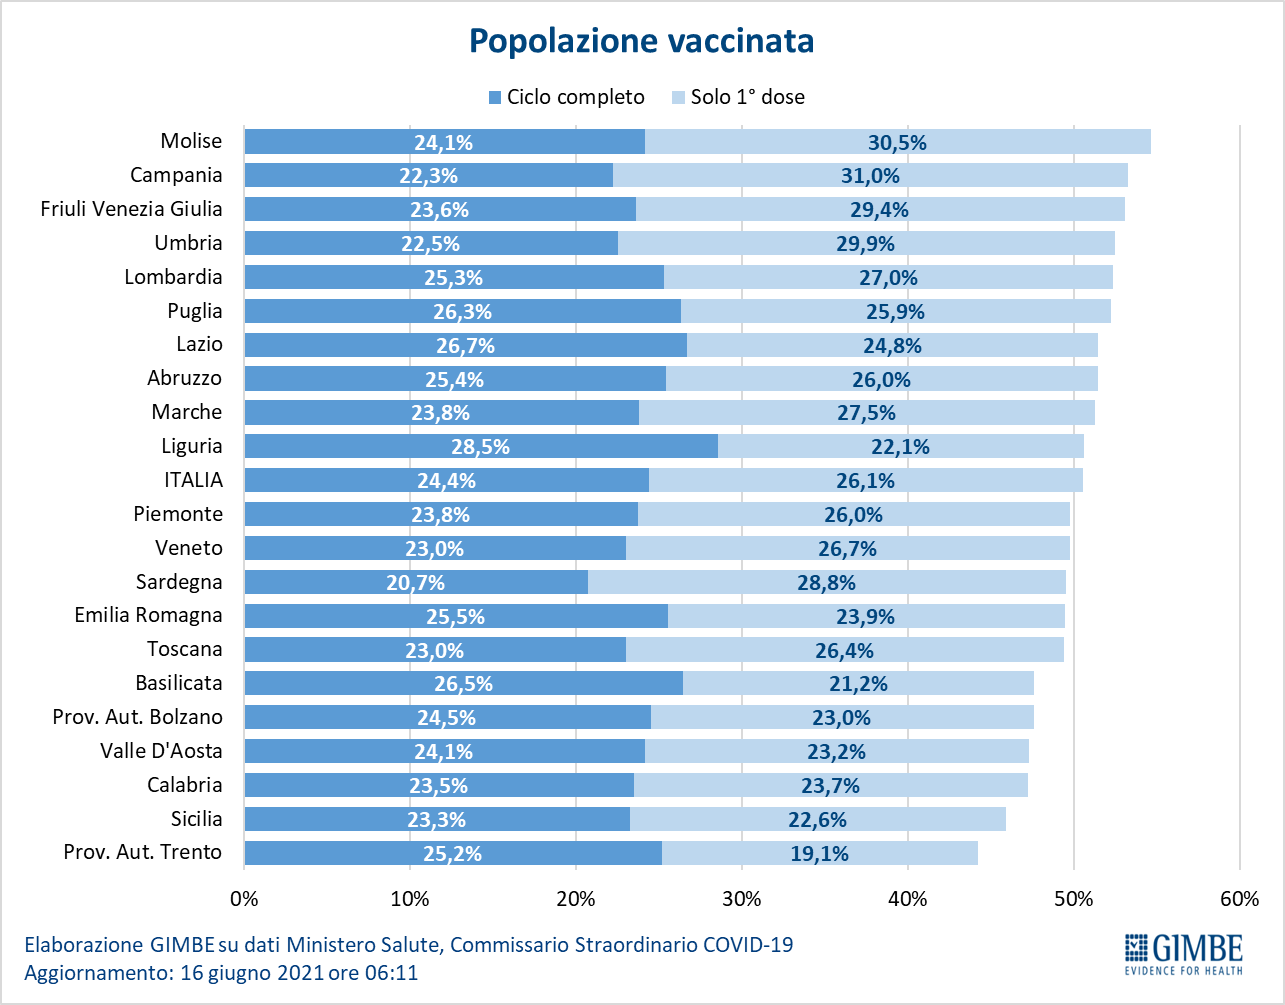 Popolazione vaccinata
Ciclo completo Solo 1° dose
Molise 24,1% 30,5%
Campania 22,3% 31,0%
Friuli Venezia Giulia 23,6% 29,4%
Umbria 22,5% 29,9%
Lombardia 25,3% 27,0%
Puglia 26,3% 25,9%
Lazio 26,7% 24,8%
Abruzzo 25,4% 26,0%
Marche 23,8% 27,5%
Liguria 28,5% 22,1%
ITALIA 24,4% 26,1%
Piemonte 23,8% 26,0%
Veneto 23,0% 26,7%
Sardegna 20,7% 28,8%
Emilia Romagna 25,5% 23,9%
Toscana 23,0% 26,4%
Basilicata 26,5% 21,2%
Prov. Aut. Bolzano 24,5% 23,0%
Valle D'Aosta 24,1% 23,2%
Calabria 23,5% 23,7%
Sicilia 23,3% 22,6%
Prov. Aut. Trento 25,2% 19,1%
0% 10% 20% 30% 40% 50% 60%
Elaborazione GIMBE su dati Ministero Salute, Commissario Straordinario COVID-19
Aggiornamento: 16 giugno 2021 ore 06:11
GIMBE
EVIDENCE FOR HEALTH